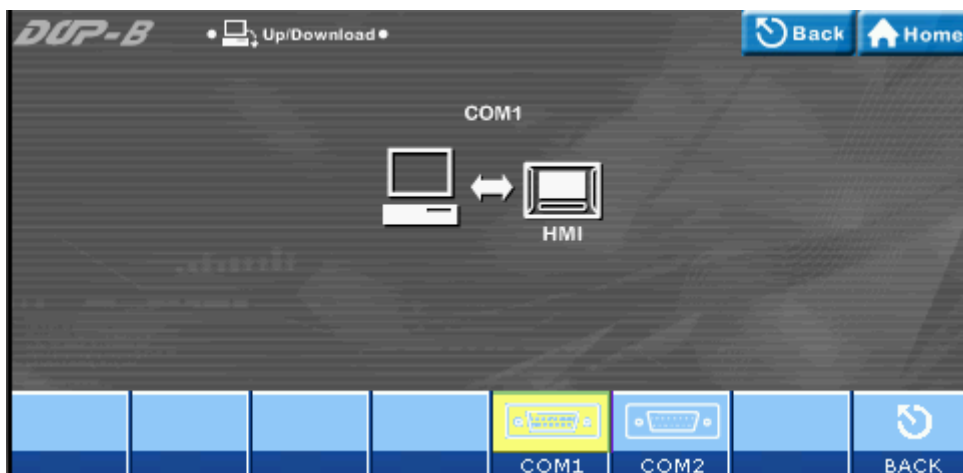 DOP-B
Up/Download
Back
Home
COM1
HMI
COM1
COM2
BACK